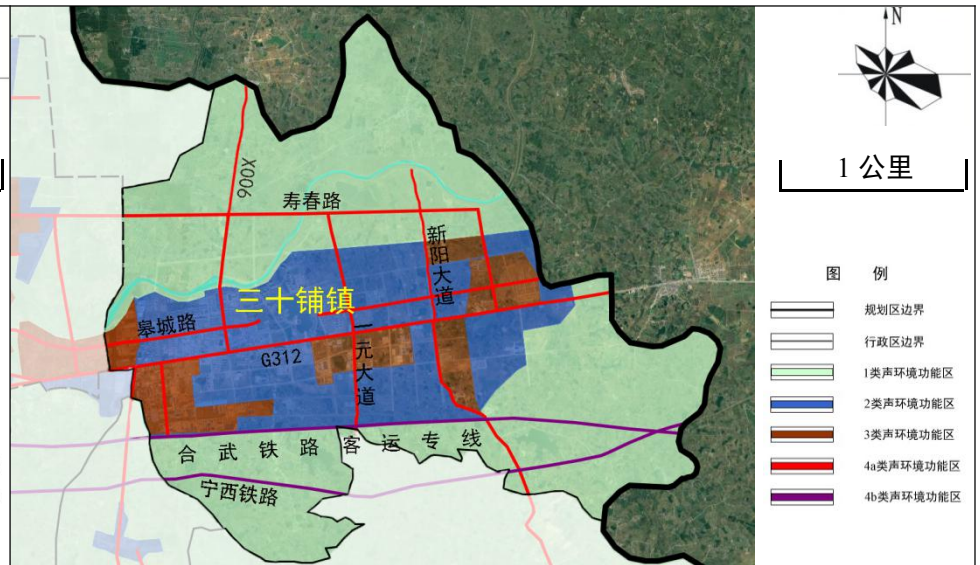 N
1 公里
X006
寿春路
新阳大道
三十铺镇
皋城路
G312
一元大道
合武铁路客运专线
宁西铁路
图 例
规划区边界
行政区边界
1类声环境功能区
2类声环境功能区
3类声环境功能区
4a类声环境功能区
4b类声环境功能区